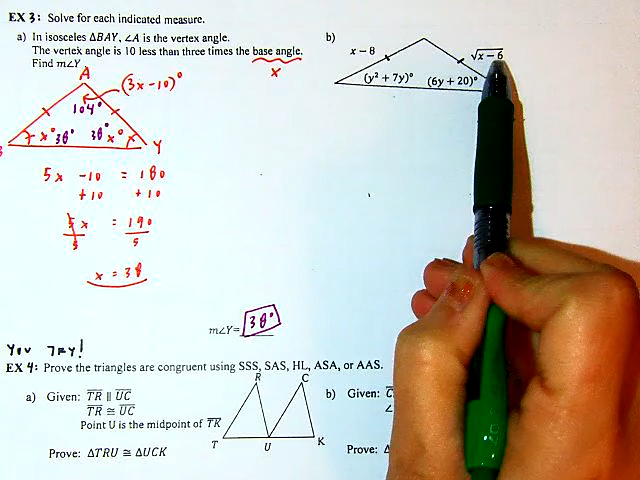 EX 3: Solve for each indicated measure.
a) In isosceles ΔBAY, ∠A is the vertex angle.
The vertex angle is 10 less than three times the base angle.
Find m∠Y
x
A
(3x-10)°
104°
x° 38° 38° x°
Y
5x -10 = 180
+10 +10
5x = 190
5 5
x = 38
m∠Y= 38°
b)
x − 8
√x − 6
(y² + 7y)° (6y + 20)°
YOU TRY!
EX 4: Prove the triangles are congruent using SSS, SAS, HL, ASA, or AAS.
a) Given: TR ∥ UC
TR ≅ UC
Point U is the midpoint of TK
Prove: ΔTRU ≅ ΔUCK
R C
T U K
b) Given: C
∠
Prove: Δ